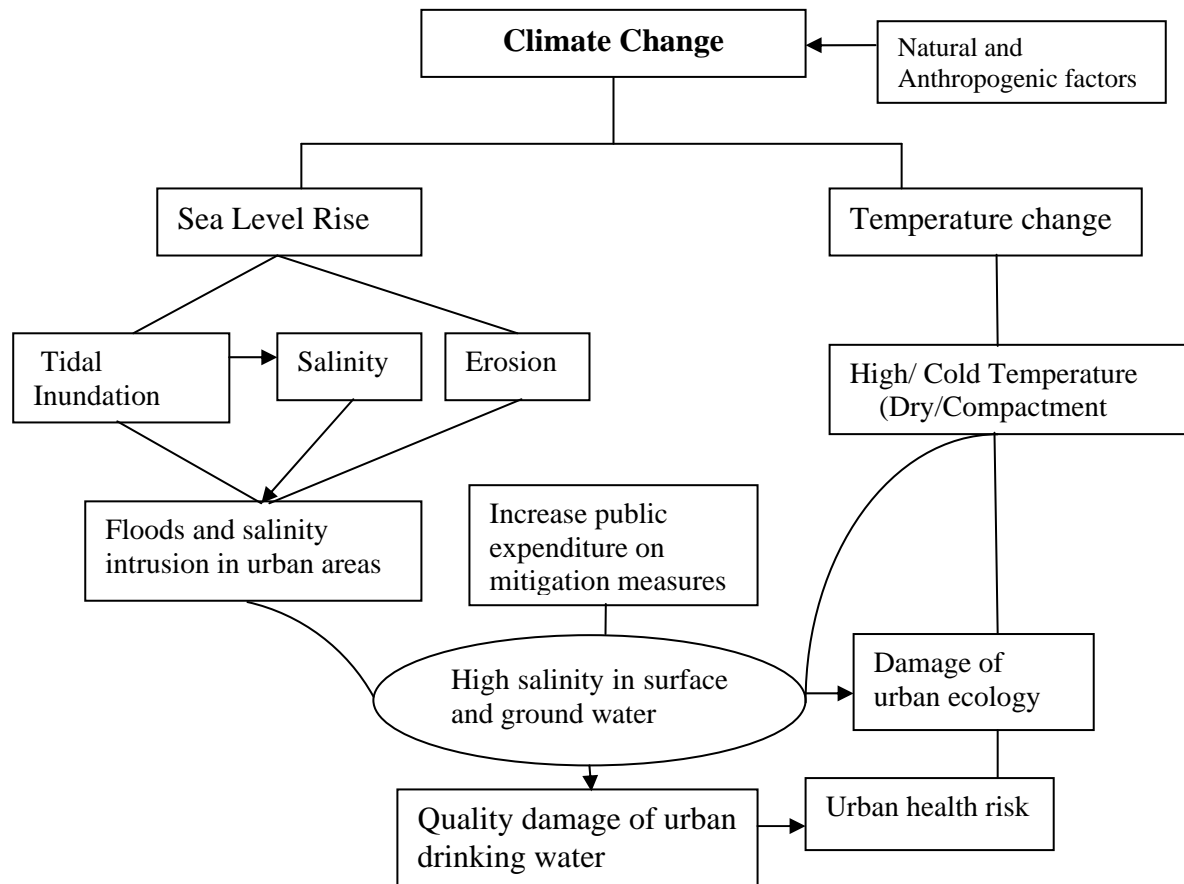 Climate Change
Natural and
Anthropogenic factors
Sea Level Rise
Temperature change
Tidal
Inundation
Salinity
Erosion
High/ Cold Temperature
(Dry/Compactment
Floods and salinity
intrusion in urban areas
Increase public
expenditure on
mitigation measures
High salinity in surface
and ground water
Damage of
urban ecology
Quality damage of urban
drinking water
Urban health risk